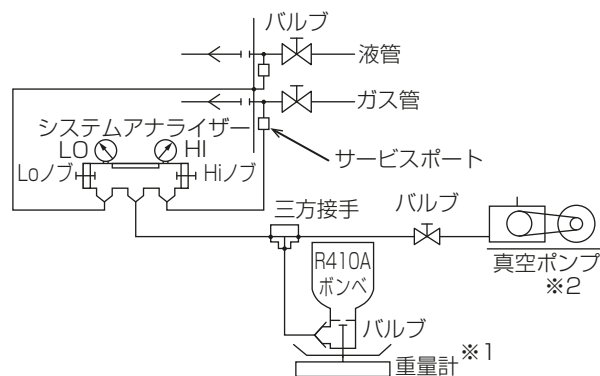 バルブ
液管
ガス管
システムアナライザー
LO
HI
Loノブ
Hiノブ
サービスポート
三方接手
バルブ
R410A
ボンベ
真空ポンプ
※2
バルブ
重量計※1